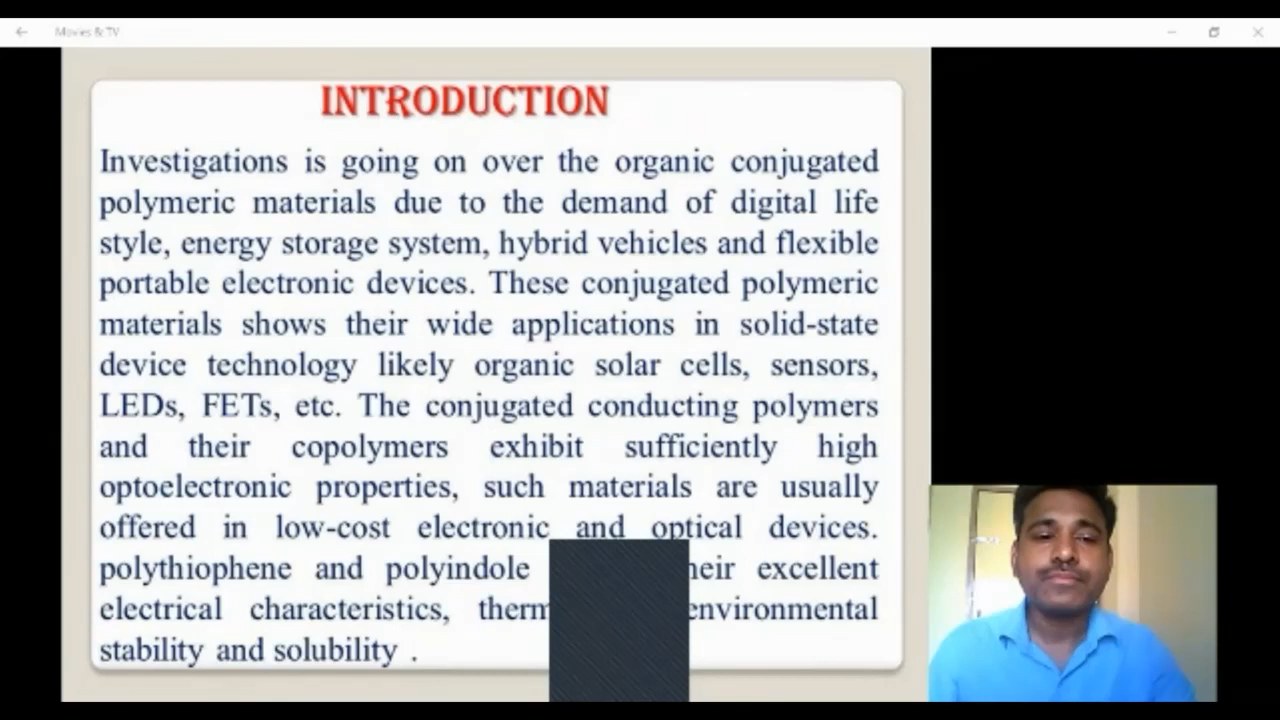 Movies & TV
INTRODUCTION
Investigations is going on over the organic conjugated
polymeric materials due to the demand of digital life
style, energy storage system, hybrid vehicles and flexible
portable electronic devices. These conjugated polymeric
materials shows their wide applications in solid-state
device technology likely organic solar cells, sensors,
LEDs, FETs, etc. The conjugated conducting polymers
and their copolymers exhibit sufficiently high
optoelectronic properties, such materials are usually
offered in low-cost electronic and optical devices.
polythiophene and polyindole excellent
electrical characteristics, environmental
stability and solubility .